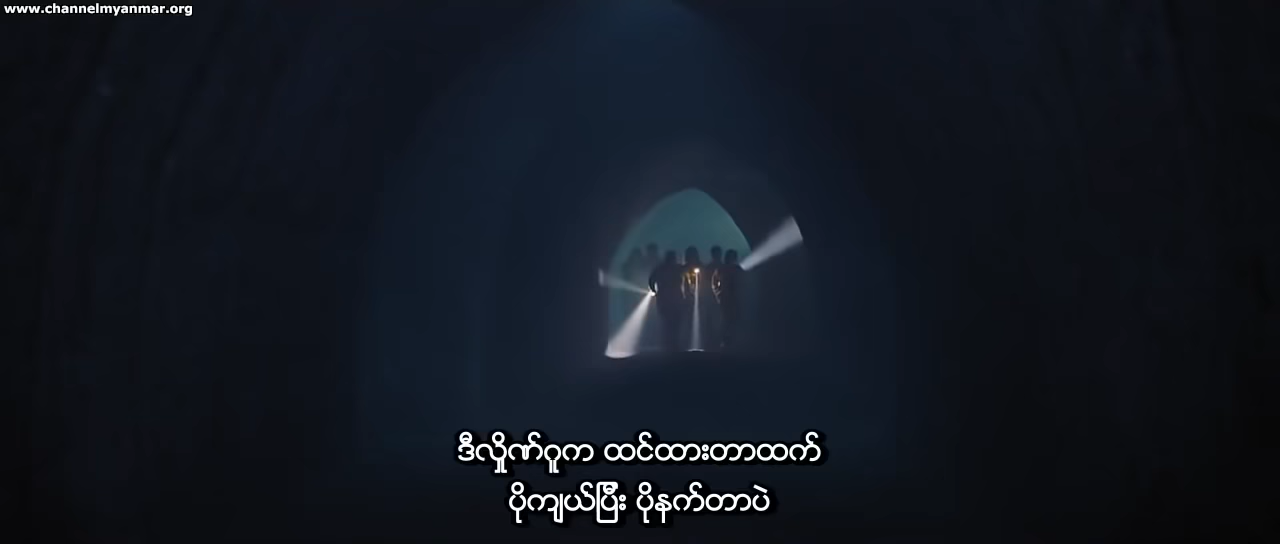 www.channelmyanmar.org
ဒီလှိုဏ်ဂူက ထင်ထားတာထက်
ပိုကျယ်ပြီး ပိုနက်တာပဲ